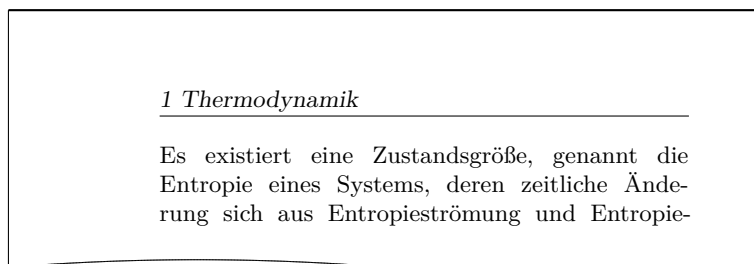 1 Thermodynamik
Es existiert eine Zustandsgröße, genannt die
Entropie eines Systems, deren zeitliche Ände-
rung sich aus Entropieströmung und Entropie-